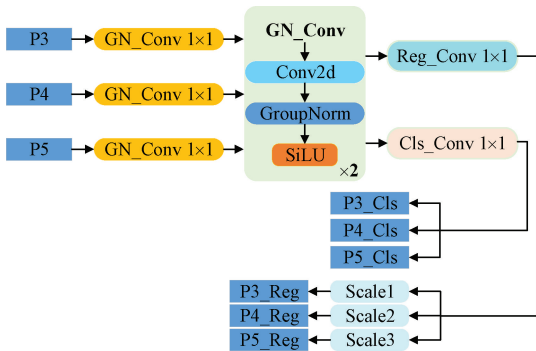 P3
GN_Conv 1×1
P4
GN_Conv 1×1
P5
GN_Conv 1×1
GN_Conv
Conv2d
GroupNorm
SiLU
×2
Reg_Conv 1×1
Cls_Conv 1×1
P3_Cls
P4_Cls
P5_Cls
P3_Reg
Scale1
P4_Reg
Scale2
P5_Reg
Scale3